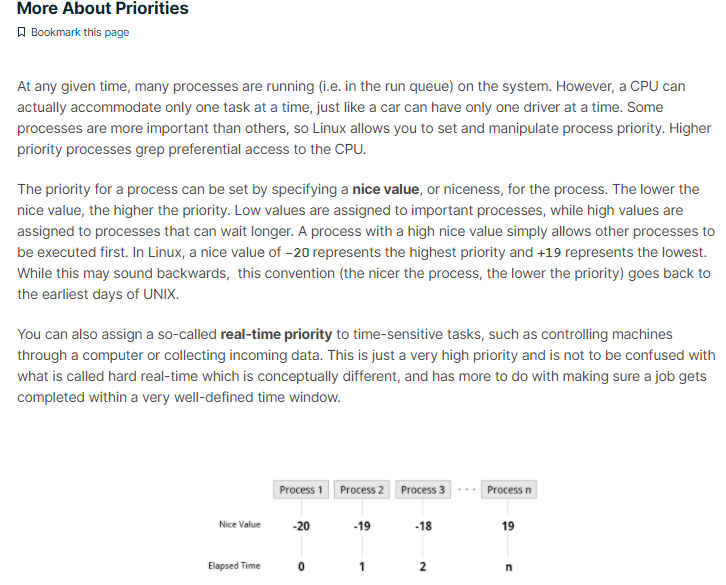 More About Priorities
Bookmark this page
At any given time, many processes are running (i.e. in the run queue) on the system. However, a CPU can
actually accommodate only one task at a time, just like a car can have only one driver at a time. Some
processes are more important than others, so Linux allows you to set and manipulate process priority. Higher
priority processes grep preferential access to the CPU.
The priority for a process can be set by specifying a nice value, or niceness, for the process. The lower the
nice value, the higher the priority. Low values are assigned to important processes, while high values are
assigned to processes that can wait longer. A process with a high nice value simply allows other processes to
be executed first. In Linux, a nice value of -20 represents the highest priority and +19 represents the lowest.
While this may sound backwards, this convention (the nicer the process, the lower the priority) goes back to
the earliest days of UNIX.
You can also assign a so-called real-time priority to time-sensitive tasks, such as controlling machines
through a computer or collecting incoming data. This is just a very high priority and is not to be confused with
what is called hard real-time which is conceptually different, and has more to do with making sure a job gets
completed within a very well-defined time window.
Process 1 Process 2 Process 3 ··· Process n
Nice Value -20 -19 -18 19
Elapsed Time 0 1 2 n